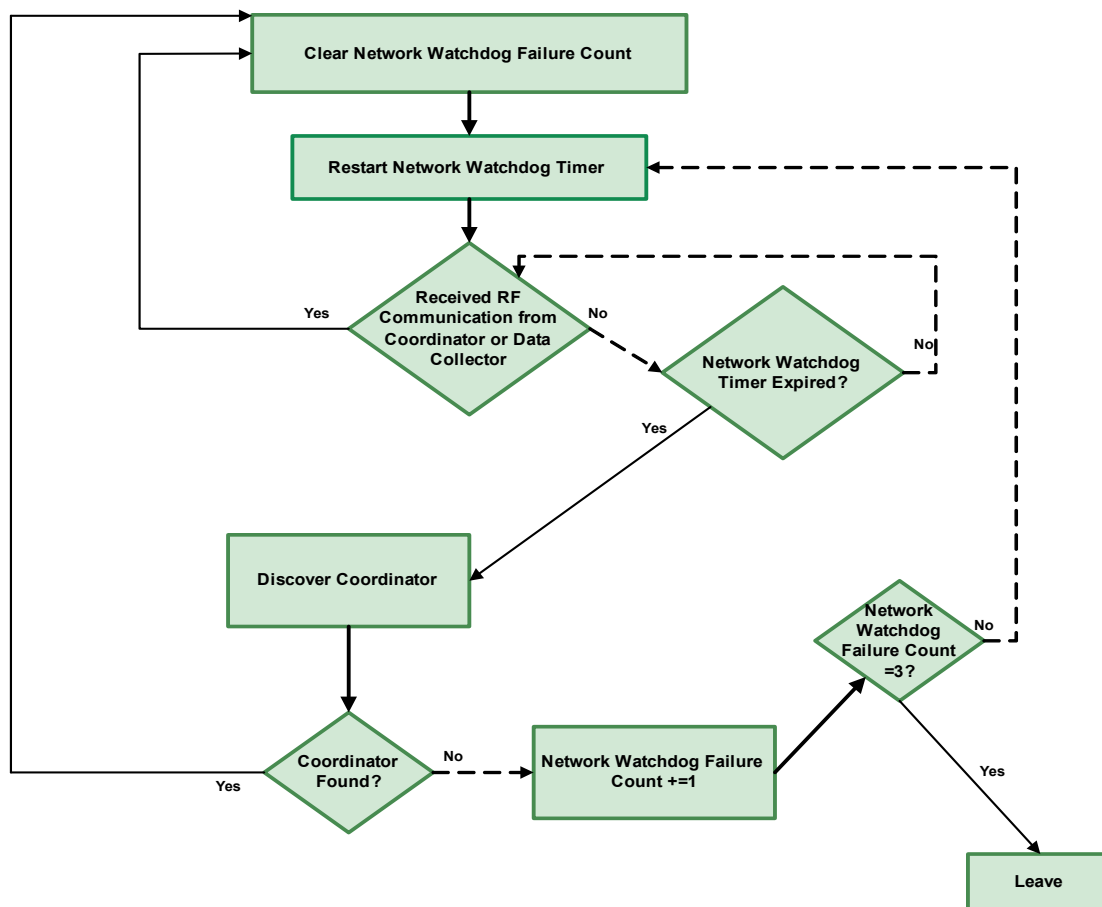 Clear Network Watchdog Failure Count
Restart Network Watchdog Timer
Received RF
Communication from
Coordinator or Data
Collector
Yes
No
Network Watchdog
Timer Expired?
No
Yes
Discover Coordinator
Network
Watchdog
Failure Count
=3?
No
Coordinator
Found?
Yes
No
Network Watchdog Failure
Count +=1
Yes
Leave